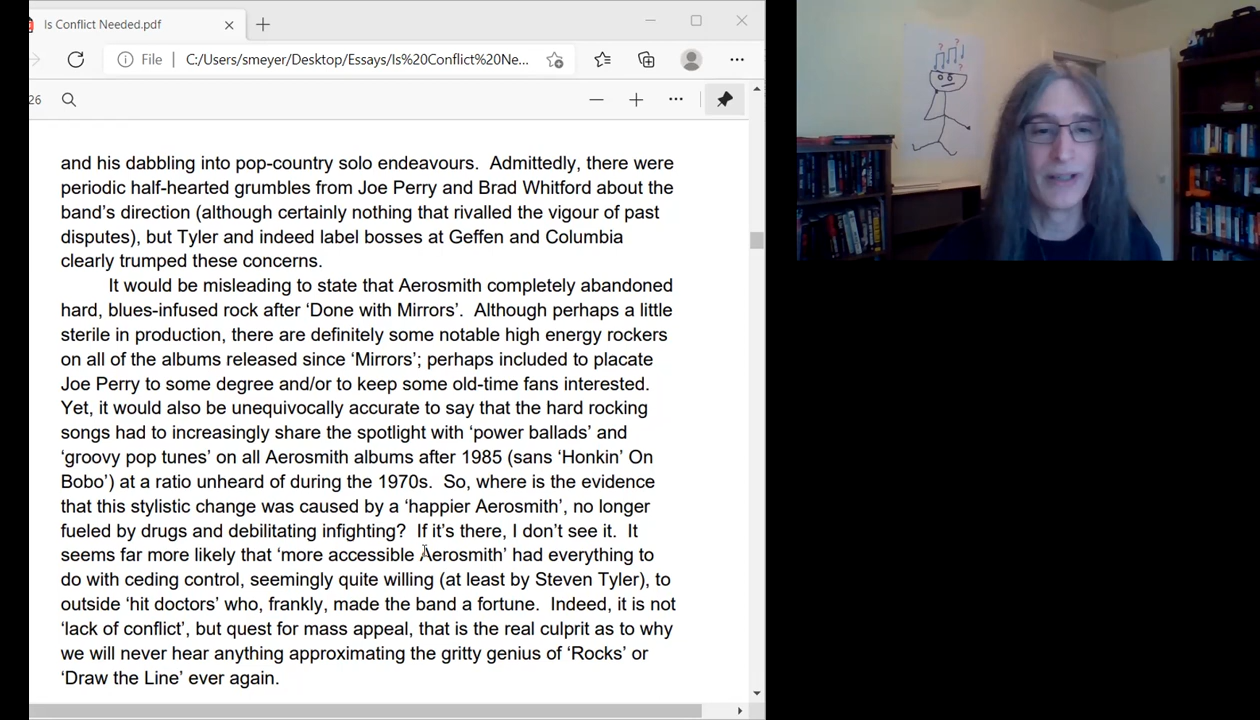 Is Conflict Needed.pdf
File
C:/Users/smeyer/Desktop/Essays/Is%20Conflict%20Ne...
26
and his dabbling into pop-country solo endeavours.  Admittedly, there were
periodic half-hearted grumbles from Joe Perry and Brad Whitford about the
band's direction (although certainly nothing that rivalled the vigour of past
disputes), but Tyler and indeed label bosses at Geffen and Columbia
clearly trumped these concerns.
It would be misleading to state that Aerosmith completely abandoned
hard, blues-infused rock after ‘Done with Mirrors’.  Although perhaps a little
sterile in production, there are definitely some notable high energy rockers
on all of the albums released since ‘Mirrors’; perhaps included to placate
Joe Perry to some degree and/or to keep some old-time fans interested.
Yet, it would also be unequivocally accurate to say that the hard rocking
songs had to increasingly share the spotlight with ‘power ballads’ and
‘groovy pop tunes’ on all Aerosmith albums after 1985 (sans ‘Honkin’ On
Bobo’) at a ratio unheard of during the 1970s.  So, where is the evidence
that this stylistic change was caused by a ‘happier Aerosmith’, no longer
fueled by drugs and debilitating infighting?  If it’s there, I don’t see it.  It
seems far more likely that ‘more accessible Aerosmith’ had everything to
do with ceding control, seemingly quite willing (at least by Steven Tyler), to
outside ‘hit doctors’ who, frankly, made the band a fortune.  Indeed, it is not
‘lack of conflict’, but quest for mass appeal, that is the real culprit as to why
we will never hear anything approximating the gritty genius of ‘Rocks’ or
‘Draw the Line’ ever again.
? ?
?